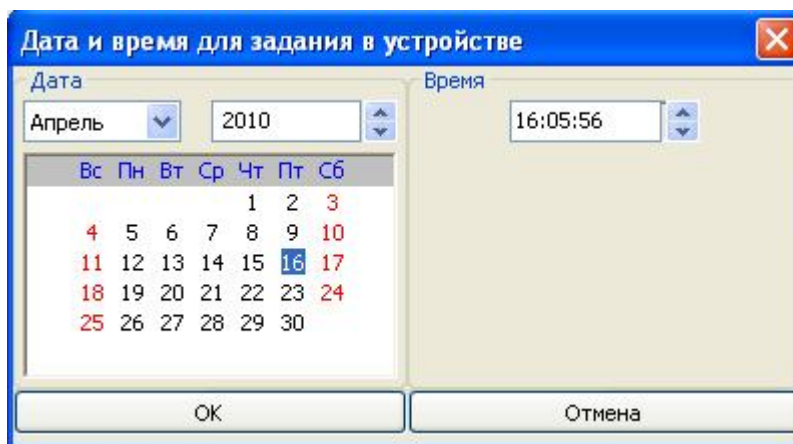 Дата и время для задания в устройстве
Дата
Время
Апрель 2010 16:05:56
Вс Пн Вт Ср Чт Пт Сб
1 2 3
4 5 6 7 8 9 10
11 12 13 14 15 16 17
18 19 20 21 22 23 24
25 26 27 28 29 30
OK Отмена